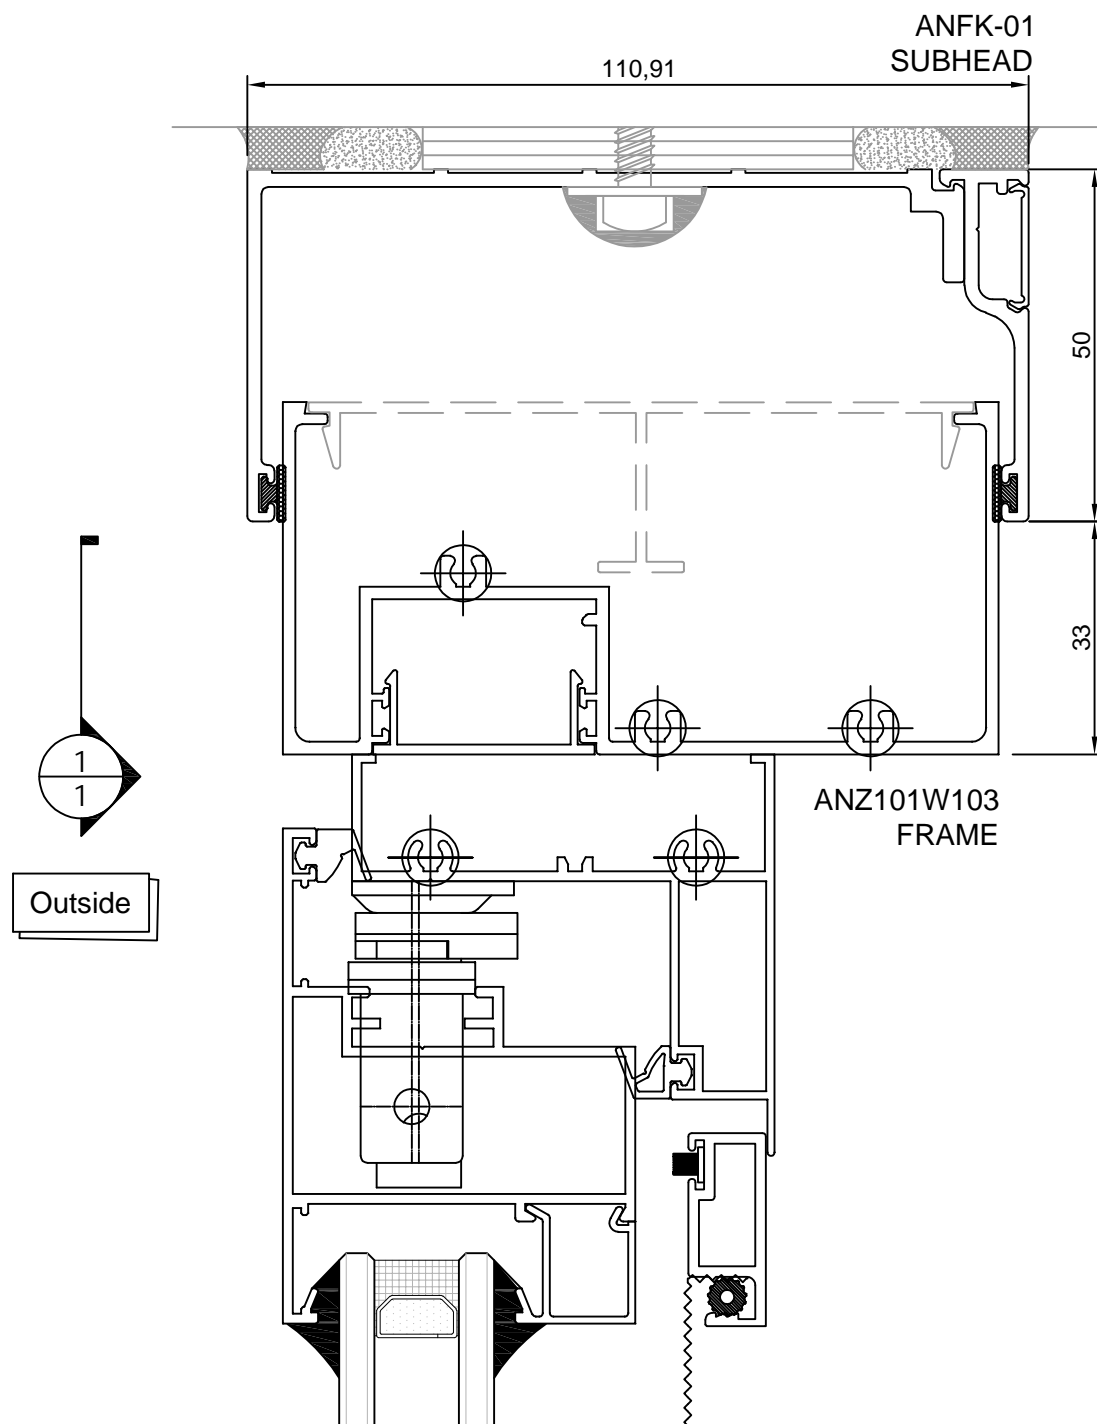 ANFK-01
SUBHEAD
110,91
50
33
1
1
ANZ101W103
FRAME
Outside